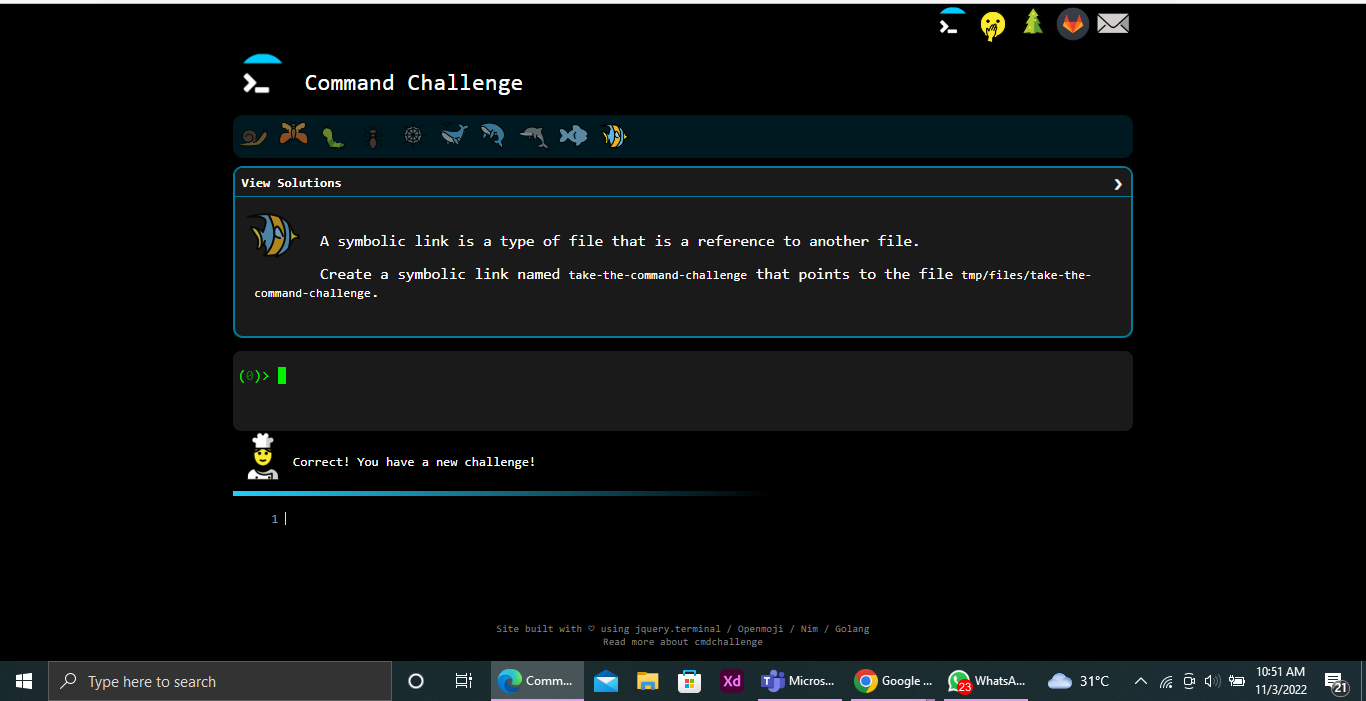 Command Challenge
View Solutions
A symbolic link is a type of file that is a reference to another file.
Create a symbolic link named take-the-command-challenge that points to the file tmp/files/take-the-
command-challenge.
(0)>
Correct! You have a new challenge!
1
Site built with ♡ using jquery.terminal / Openmoji / Nim / Golang
Read more about cmdchallenge
Type here to search
Comm...
Xd
Micros...
Google ...
23
WhatsA...
31°C
10:51 AM
11/3/2022
21